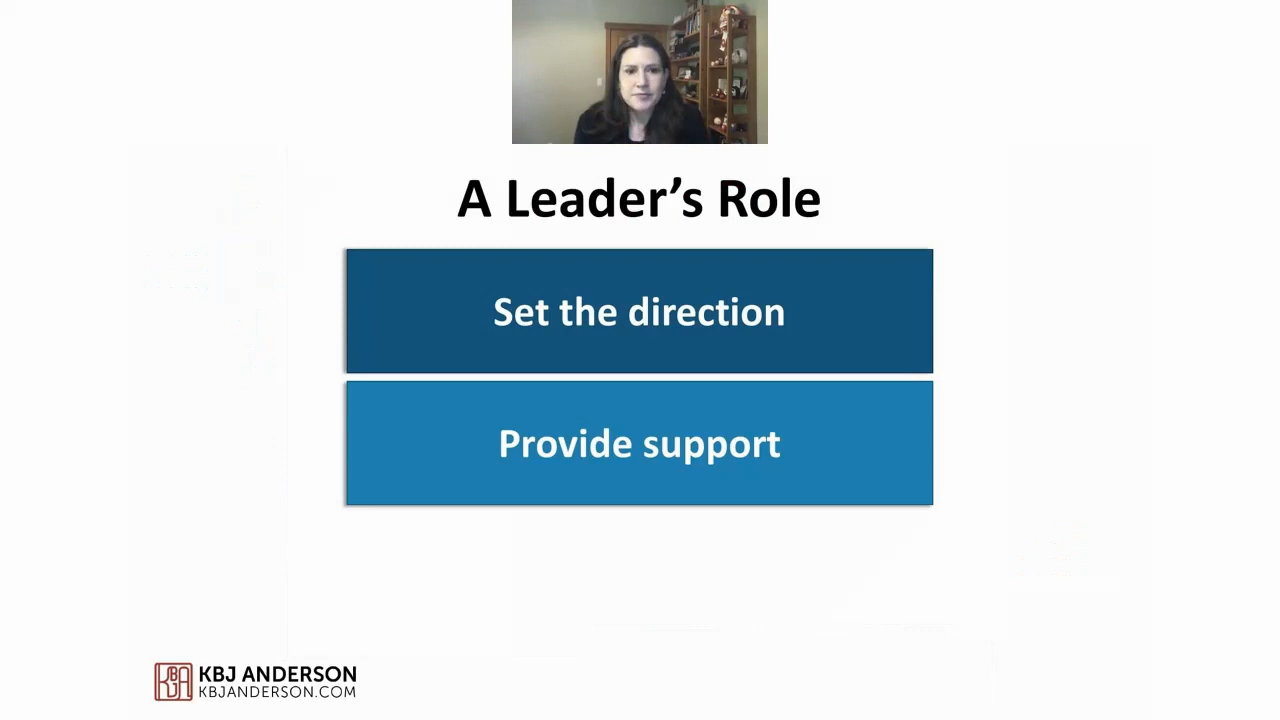 A Leader’s Role
Set the direction
Provide support
KBJ ANDERSON
KBJANDERSON.COM